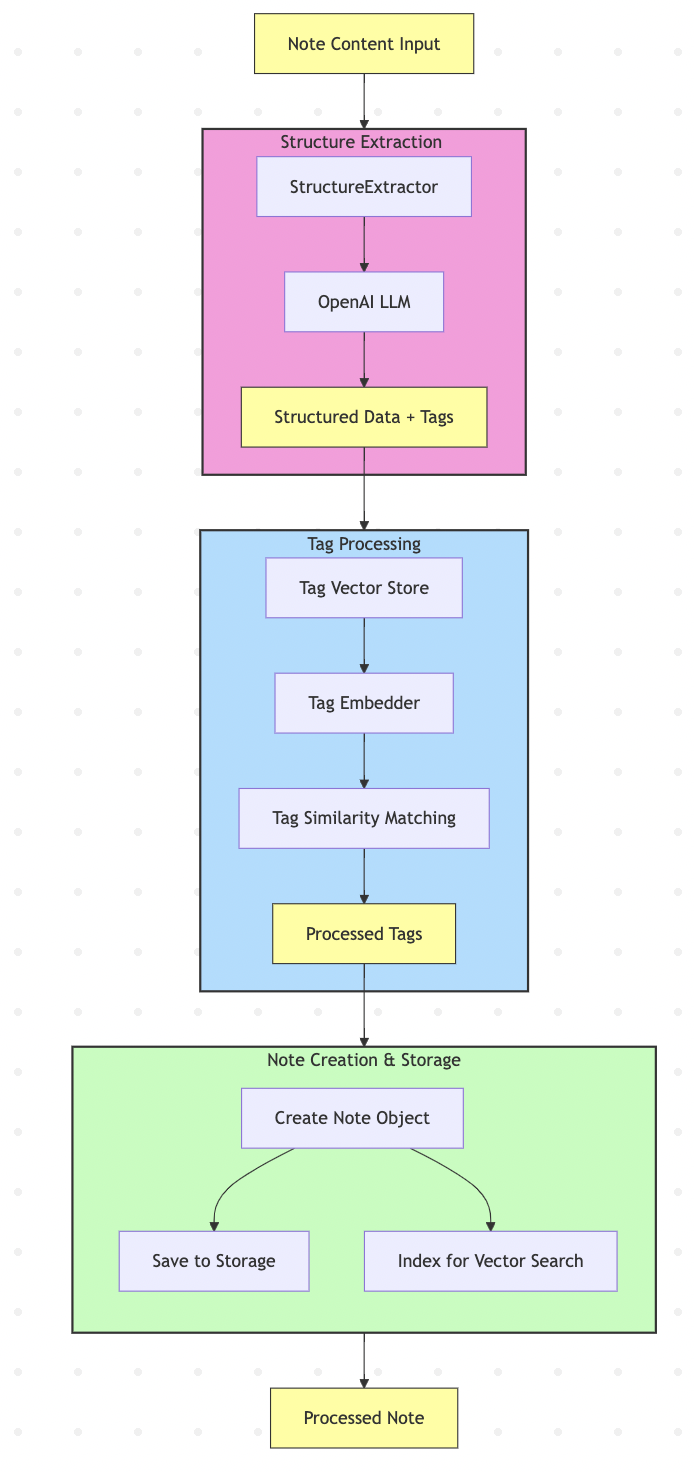 Note Content Input
Structure Extraction
StructureExtractor
OpenAI LLM
Structured Data + Tags
Tag Processing
Tag Vector Store
Tag Embedder
Tag Similarity Matching
Processed Tags
Note Creation & Storage
Create Note Object
Save to Storage
Index for Vector Search
Processed Note